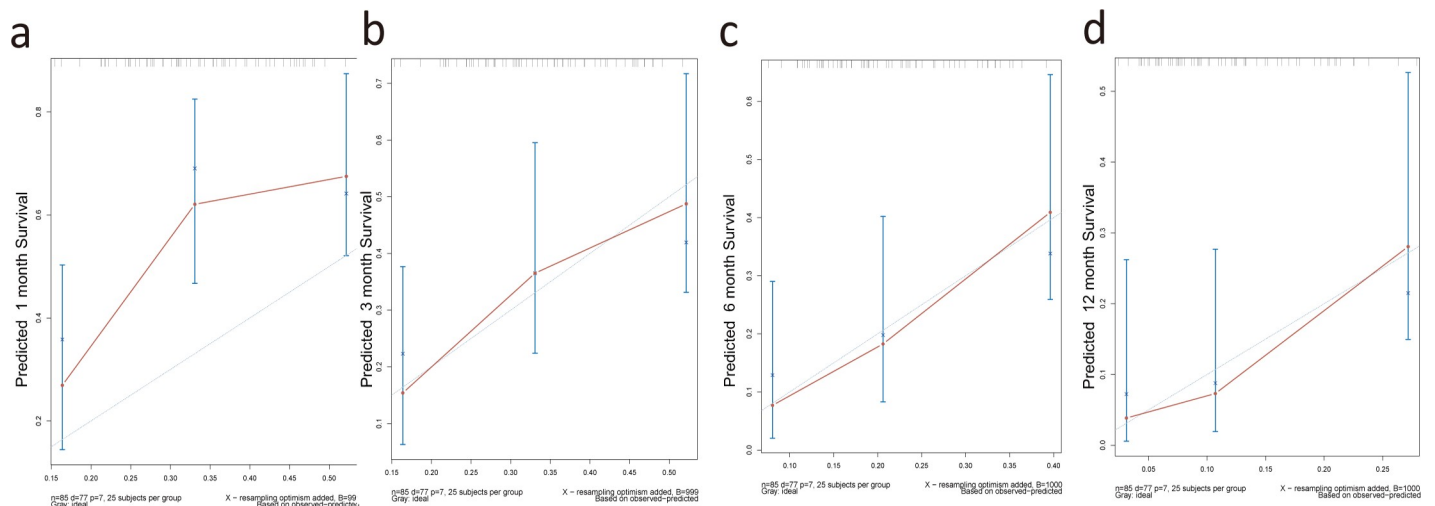 a
b
c
d
Predicted 1 month Survival
0.8
0.6
0.4
0.2
0.15 0.20 0.25 0.30 0.35 0.40 0.45 0.50
n=85 d=77 p=7, 25 subjects per group
Gray: ideal
X − resampling optimism added, B=99
Based on observed−predicted
Predicted 3 month Survival
0.7
0.6
0.5
0.4
0.3
0.2
0.1
0.15 0.20 0.25 0.30 0.35 0.40 0.45 0.50
n=85 d=77 p=7, 25 subjects per group
Gray: ideal
X − resampling optimism added, B=999
Based on observed−predicted
Predicted 6 month Survival
0.6
0.5
0.4
0.3
0.2
0.1
0.0
0.10 0.15 0.20 0.25 0.30 0.35 0.40
n=85 d=77 p=7, 25 subjects per group
Gray: ideal
X − resampling optimism added, B=1000
Based on observed−predicted
Predicted 12 month Survival
0.5
0.4
0.3
0.2
0.1
0.0
0.05 0.10 0.15 0.20 0.25
n=85 d=77 p=7, 25 subjects per group
Gray: ideal
X − resampling optimism added, B=1000
Based on observed−predicted